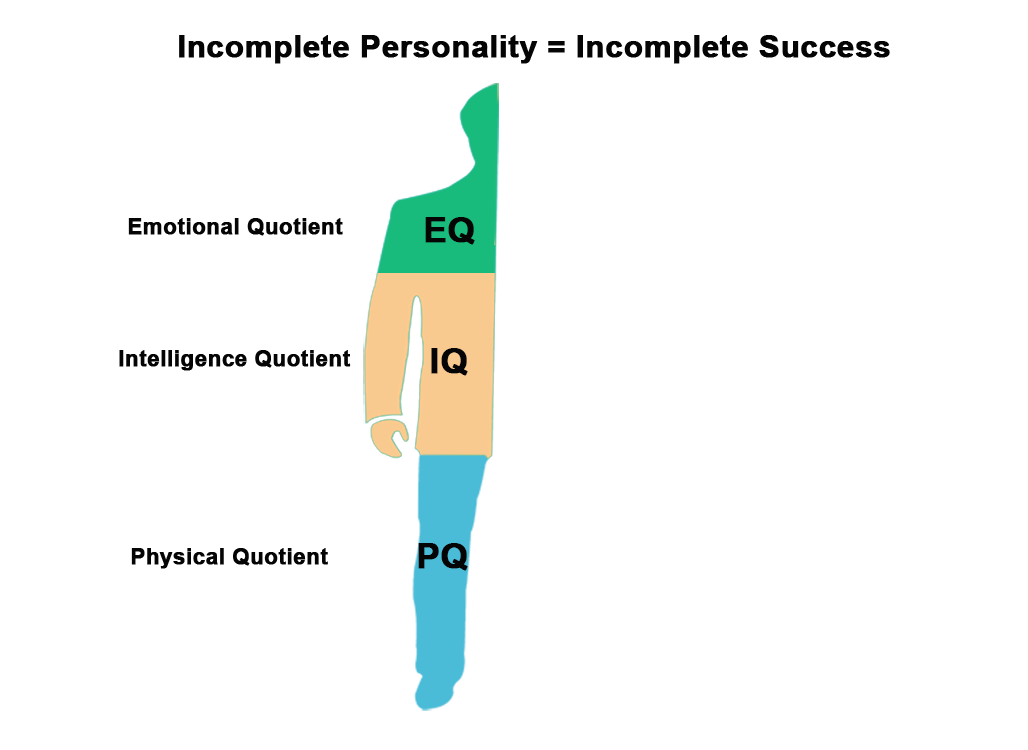 Incomplete Personality = Incomplete Success
Emotional Quotient
EQ
Intelligence Quotient
IQ
Physical Quotient
PQ